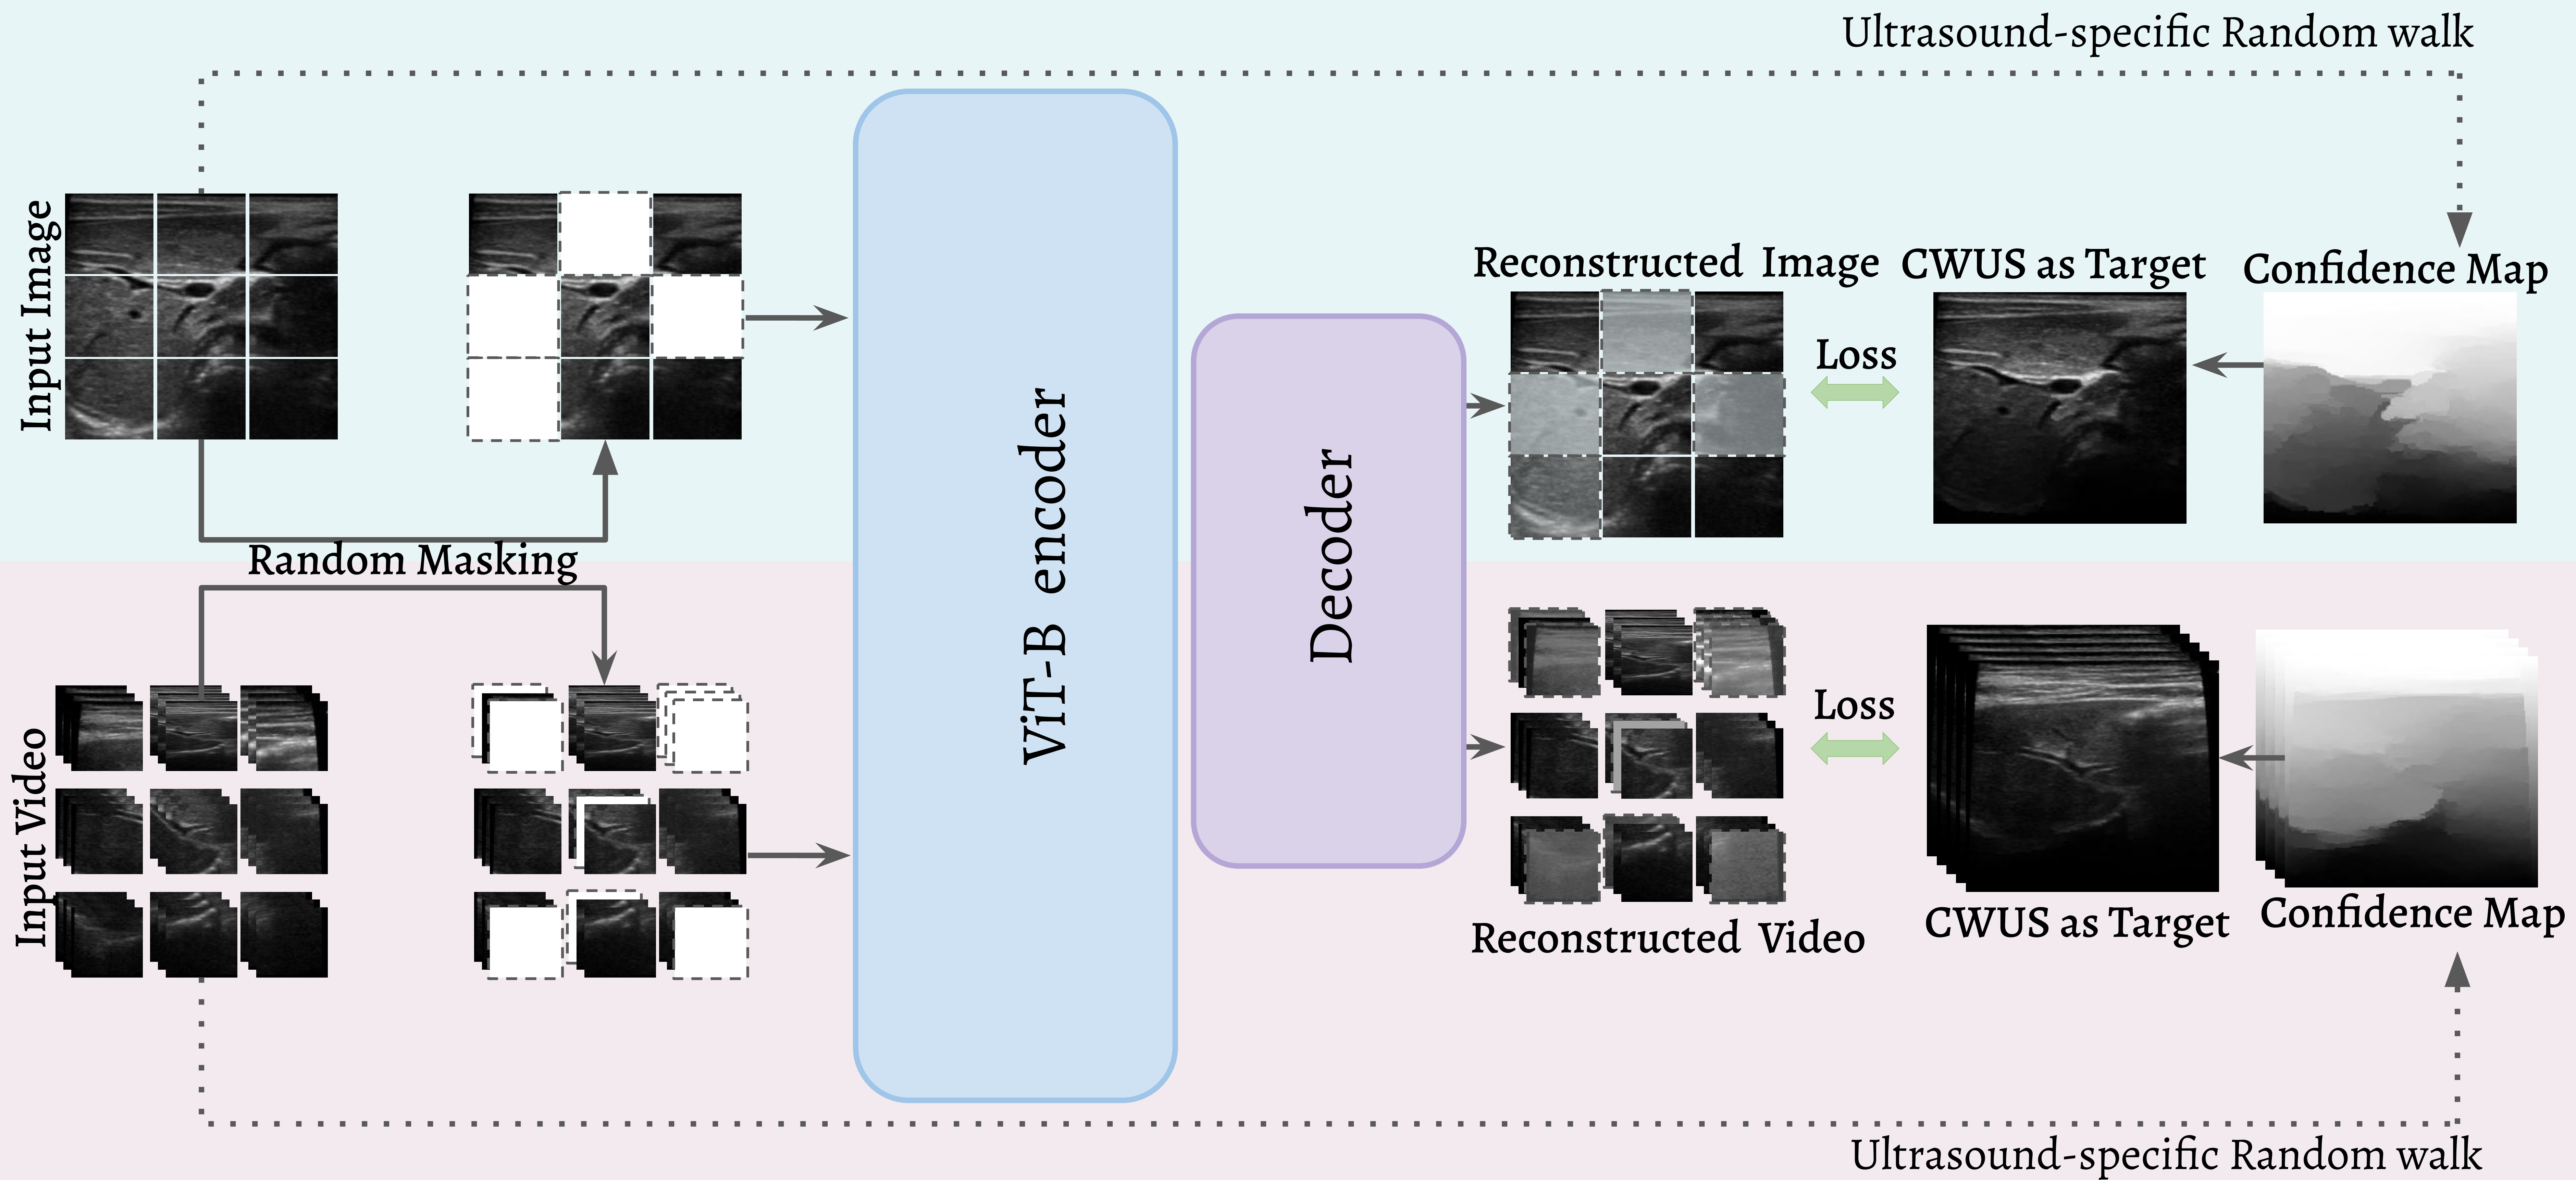 Ultrasound-specific Random walk
Input Image
Reconstructed Image
CWUS as Target
Confidence Map
Loss
Random Masking
ViT-B encoder
Decoder
Input Video
Loss
Reconstructed Video
CWUS as Target
Confidence Map
Ultrasound-specific Random walk